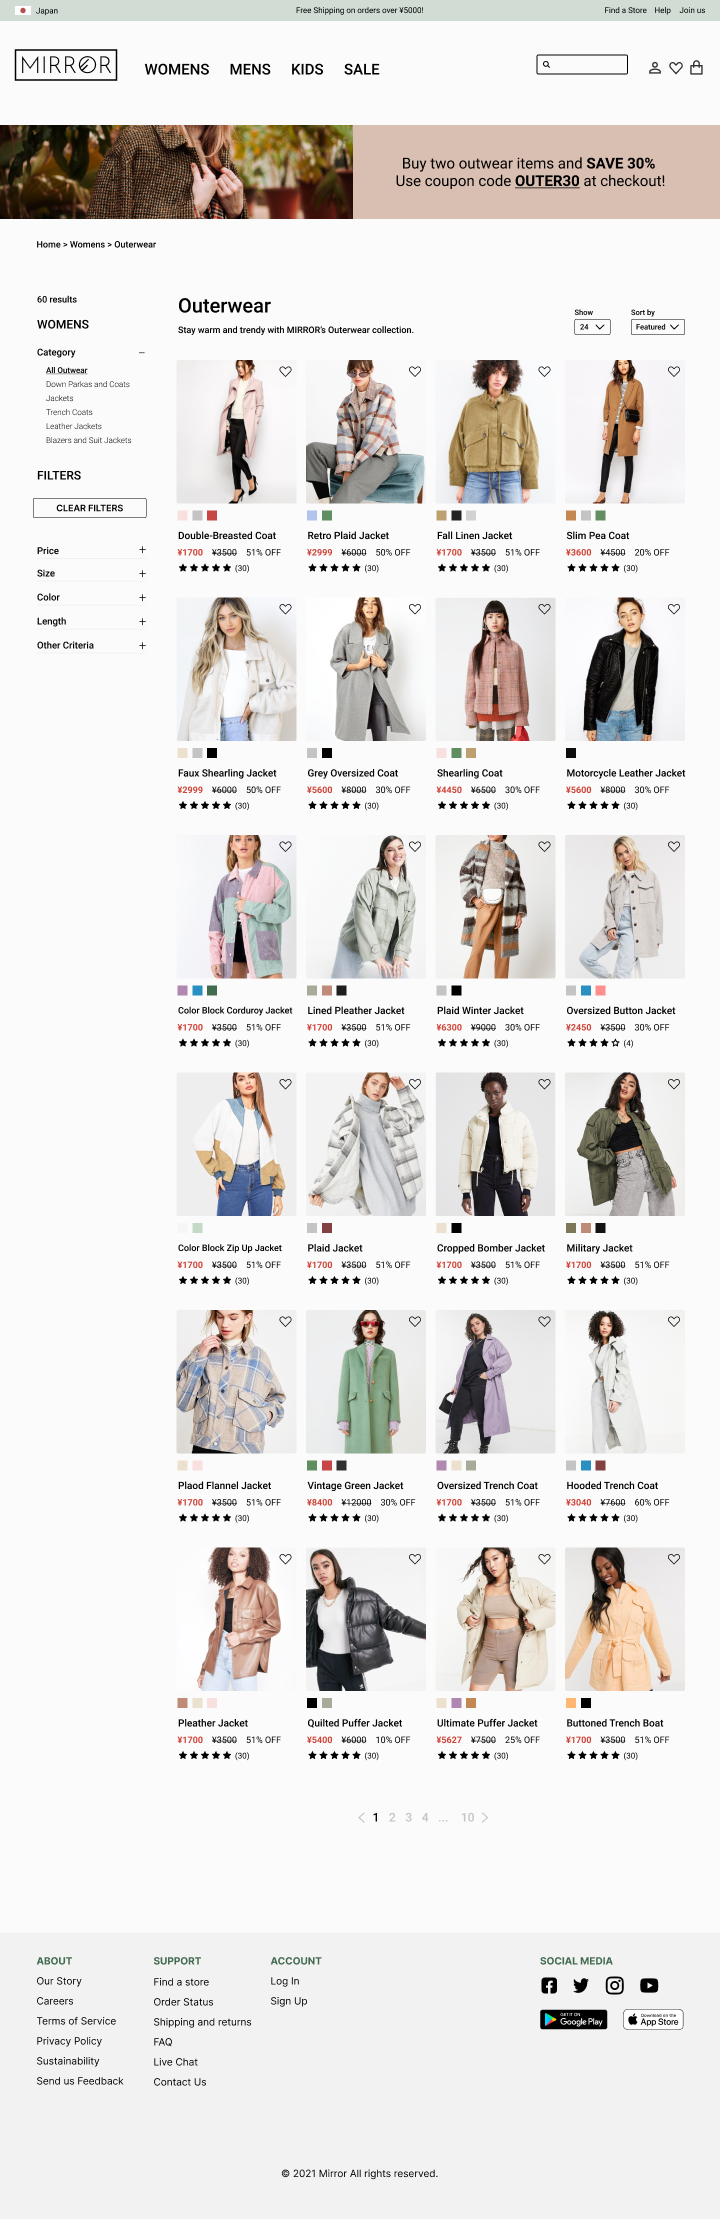 Japan
Free Shipping on orders over ¥5000!
Find a Store Help Join us
MIRROR
WOMENS MENS KIDS SALE
Buy two outwear items and SAVE 30%
Use coupon code OUTER30 at checkout!
Home > Womens > Outerwear
60 results
WOMENS
Category
All Outwear
Down Parkas and Coats
Jackets
Trench Coats
Leather Jackets
Blazers and Suit Jackets
FILTERS
CLEAR FILTERS
Price
Size
Color
Length
Other Criteria
Outerwear
Stay warm and trendy with MIRROR's Outerwear collection.
Show
24
Sort by
Featured
Double-Breasted Coat
¥1700 ¥3500 51% OFF
(30)
Retro Plaid Jacket
¥2999 ¥6000 50% OFF
(30)
Fall Linen Jacket
¥1700 ¥3500 51% OFF
(30)
Slim Pea Coat
¥3600 ¥4500 20% OFF
(30)
Faux Shearling Jacket
¥2999 ¥6000 50% OFF
(30)
Grey Oversized Coat
¥5600 ¥8000 30% OFF
(30)
Shearling Coat
¥4450 ¥6500 30% OFF
(30)
Motorcycle Leather Jacket
¥5600 ¥8000 30% OFF
(30)
Color Block Corduroy Jacket
¥1700 ¥3500 51% OFF
(30)
Lined Pleather Jacket
¥1700 ¥3500 51% OFF
(30)
Plaid Winter Jacket
¥6300 ¥9000 30% OFF
(30)
Oversized Button Jacket
¥2450 ¥3500 30% OFF
(4)
Color Block Zip Up Jacket
¥1700 ¥3500 51% OFF
(30)
Plaid Jacket
¥1700 ¥3500 51% OFF
(30)
Cropped Bomber Jacket
¥1700 ¥3500 51% OFF
(30)
Military Jacket
¥1700 ¥3500 51% OFF
(30)
Plaod Flannel Jacket
¥1700 ¥3500 51% OFF
(30)
Vintage Green Jacket
¥8400 ¥12000 30% OFF
(30)
Oversized Trench Coat
¥1700 ¥3500 51% OFF
(30)
Hooded Trench Coat
¥3040 ¥7600 60% OFF
(30)
Pleather Jacket
¥1700 ¥3500 51% OFF
(30)
Quilted Puffer Jacket
¥5400 ¥6000 10% OFF
(30)
Ultimate Puffer Jacket
¥5627 ¥7500 25% OFF
(30)
Buttoned Trench Boat
¥1700 ¥3500 51% OFF
(30)
1 2 3 4 ... 10
ABOUT
Our Story
Careers
Terms of Service
Privacy Policy
Sustainability
Send us Feedback
SUPPORT
Find a store
Order Status
Shipping and returns
FAQ
Live Chat
Contact Us
ACCOUNT
Log In
Sign Up
SOCIAL MEDIA
GET IT ON
Google Play
Download on the
App Store
© 2021 Mirror All rights reserved.